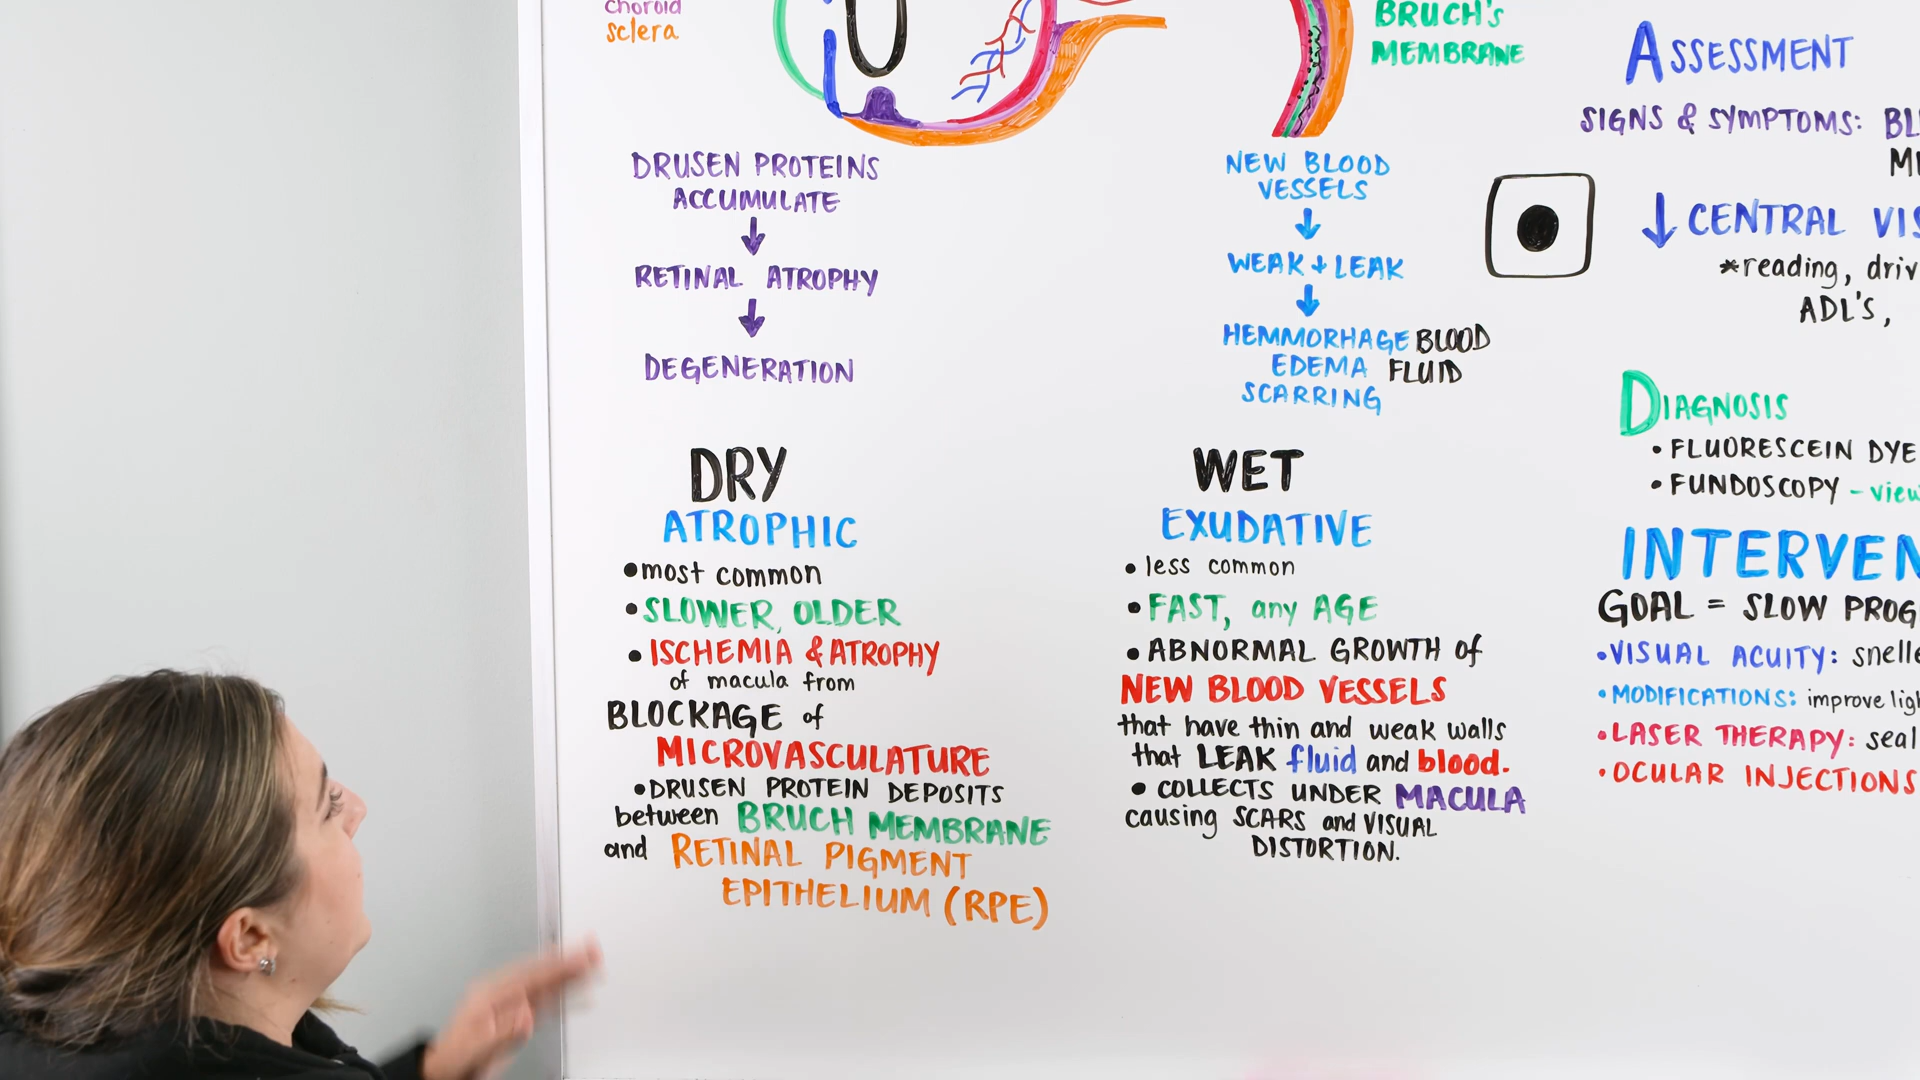 choroid
sclera
BRUCH'S
MEMBRANE
DRUSEN PROTEINS
ACCUMULATE
RETINAL ATROPHY
DEGENERATION
NEW BLOOD
VESSELS
WEAK + LEAK
HEMMORHAGE BLOOD
EDEMA FLUID
SCARRING
DRY
ATROPHIC
•most common
•SLOWER, OLDER
•ISCHEMIA & ATROPHY
of macula from
BLOCKAGE of
MICROVASCULATURE
•DRUSEN PROTEIN DEPOSITS
between BRUCH MEMBRANE
and RETINAL PIGMENT
EPITHELIUM (RPE)
WET
EXUDATIVE
• less common
• FAST, any AGE
• ABNORMAL GROWTH of
NEW BLOOD VESSELS
that have thin and weak walls
that LEAK fluid and blood.
• COLLECTS UNDER MACULA
causing SCARS and VISUAL
DISTORTION.
ASSESSMENT
SIGNS & SYMPTOMS:
↓ CENTRAL
*reading,
ADL'S,
DIAGNOSIS
• FLUORESCEIN DYE
• FUNDOSCOPY -
GOAL = SLOW
•VISUAL ACUITY:
•MODIFICATIONS: improve
•LASER THERAPY: seal
•OCULAR INJECTIONS